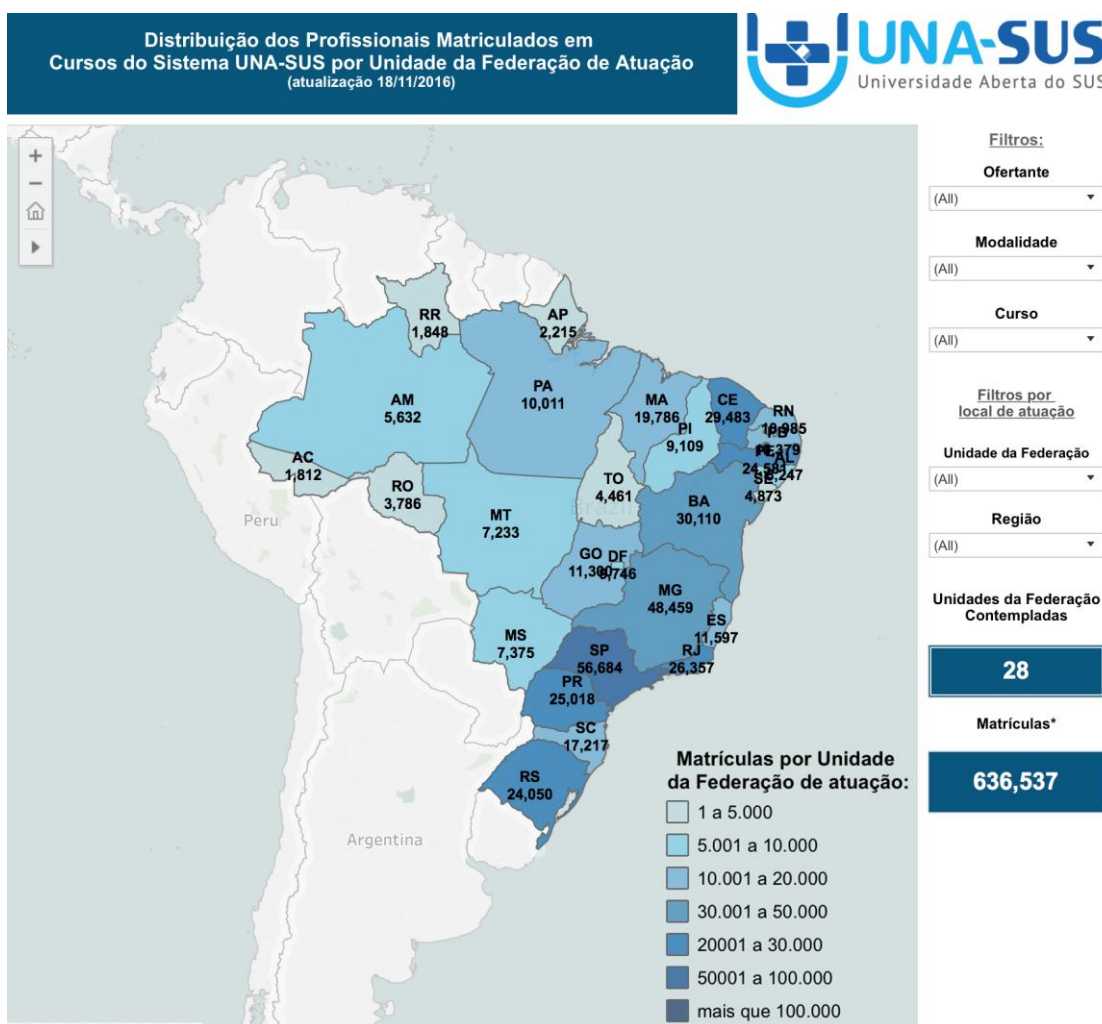 Distribuição dos Profissionais Matriculados em
Cursos do Sistema UNA-SUS por Unidade da Federação de Atuação
(atualização 18/11/2016)
UNA-SUS
Universidade Aberta do SUS
Filtros:
Ofertante
(All)
Modalidade
(All)
Curso
(All)
Filtros por
local de atuação
Unidade da Federação
(All)
Região
(All)
Unidades da Federação
Contempladas
28
Matrículas*
636,537
RR
1,848
AP
2,215
AM
5,632
PA
10,011
MA
19,786
CE
29,483
RN
PI
9,109
PB
AC
1,812
RO
3,786
TO
4,461
AL
SE
4,873
Brazil
Peru
MT
7,233
BA
30,110
GO
11,300
DF
MG
48,459
ES
11,597
MS
7,375
SP
56,684
RJ
26,357
PR
25,018
SC
17,217
RS
24,050
Argentina
Matrículas por Unidade
da Federação de atuação:
1 a 5.000
5.001 a 10.000
10.001 a 20.000
30.001 a 50.000
20001 a 30.000
50001 a 100.000
mais que 100.000